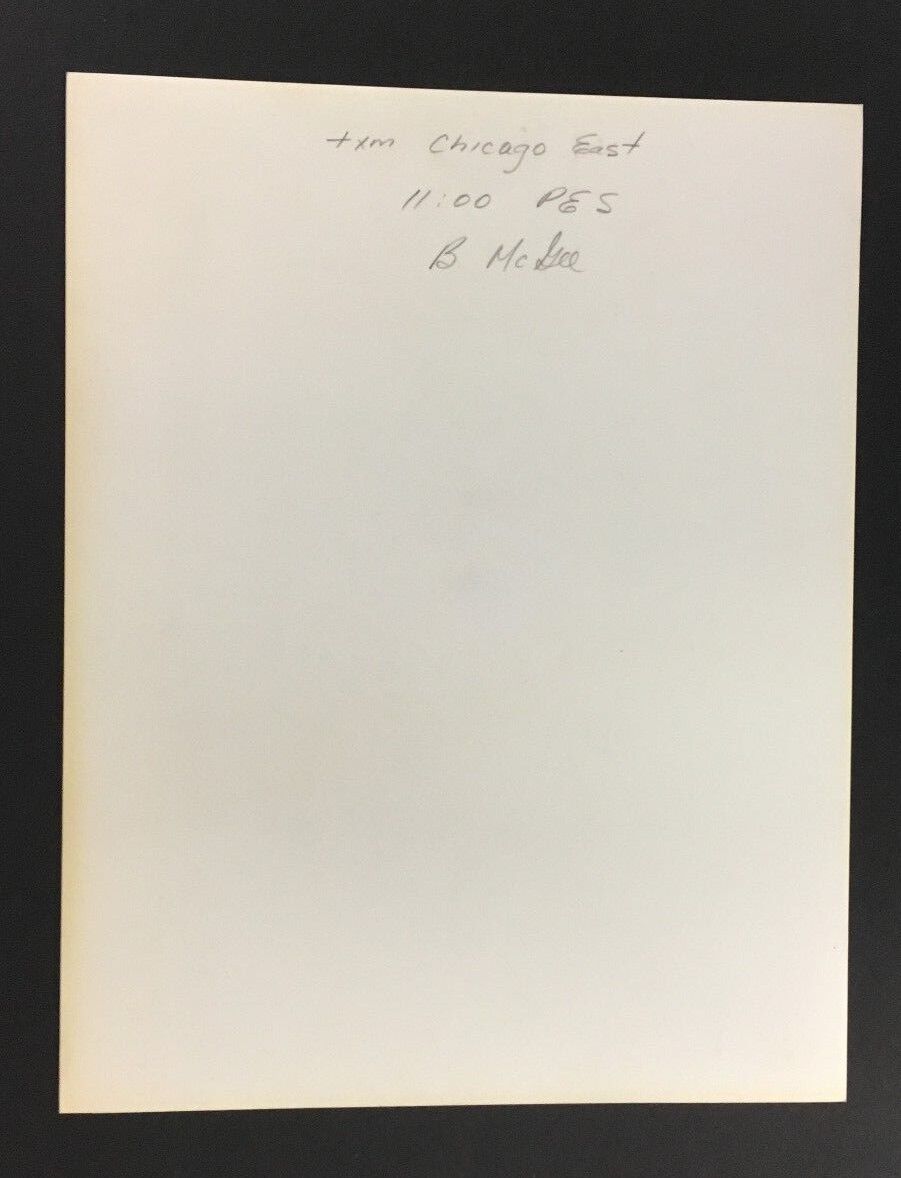 txm Chicago East
11:00 PES
B McGee